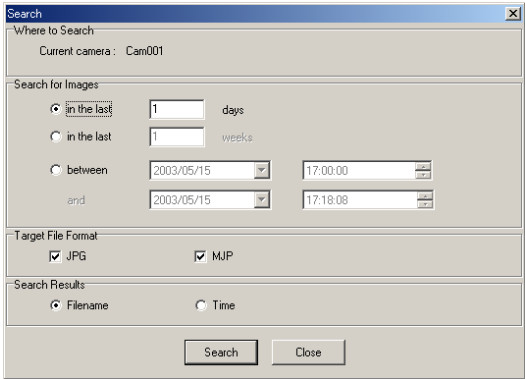 Search
Where to Search
Current camera : Cam001
Search for Images
in the last 1 days
in the last 1 weeks
between 2003/05/15 17:00:00
and 2003/05/15 17:18:08
Target File Format
JPG MJP
Search Results
Filename Time
Search Close